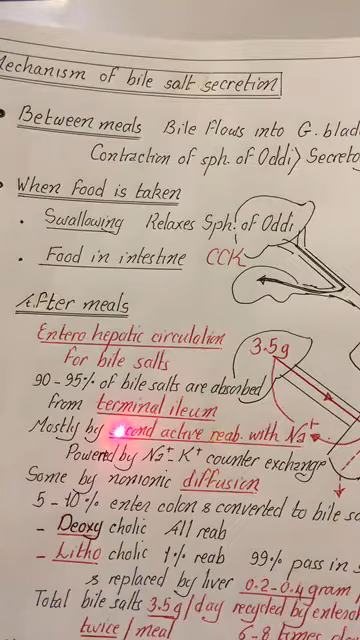 Mechanism of bile salt secretion
Between meals Bile Flows into G. blad
Contraction of sph. of Oddi > Secreto
When food is taken
Swallowing Relaxes Sph. of Oddi
Food in intestine CCK
After meals
Entero hepatic circulation
For bile salts
3.5g
90-95% of bile salts are absorbed
From terminal ileum
Mostly by second active reab. with Na+
Powered by Na+-K+ counter exchange
Some by nonionic diffusion
5-10% enter colon & converted to bile sa
- Deoxy cholic All reab
- Litho cholic 1% reab 99% pass in s
& replaced by liver 0.2-0.4 gram/
Total bile salts 3.5g/day recycled by entero
twice/meal 6-8 times